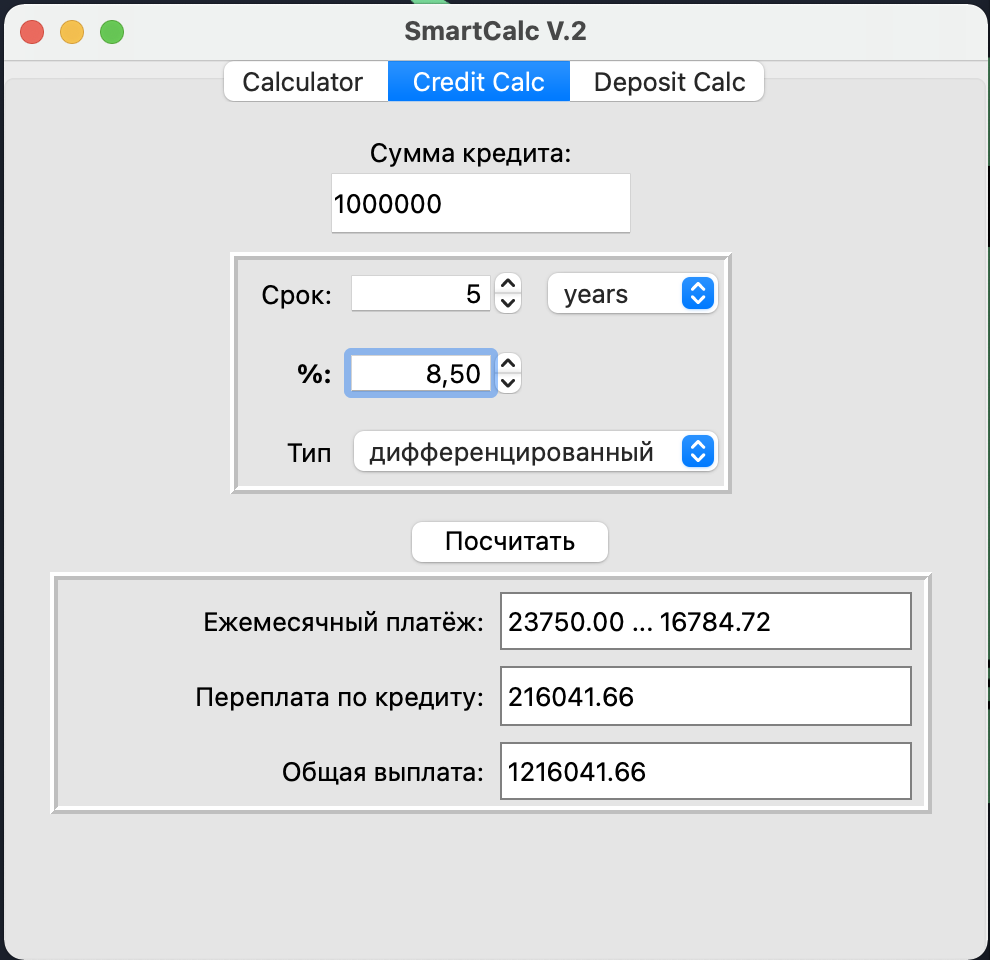 SmartCalc V.2
Calculator Credit Calc Deposit Calc
Сумма кредита:
1000000
Срок: 5 years
%: 8,50
Тип дифференцированный
Посчитать
Ежемесячный платёж: 23750.00 ... 16784.72
Переплата по кредиту: 216041.66
Общая выплата: 1216041.66